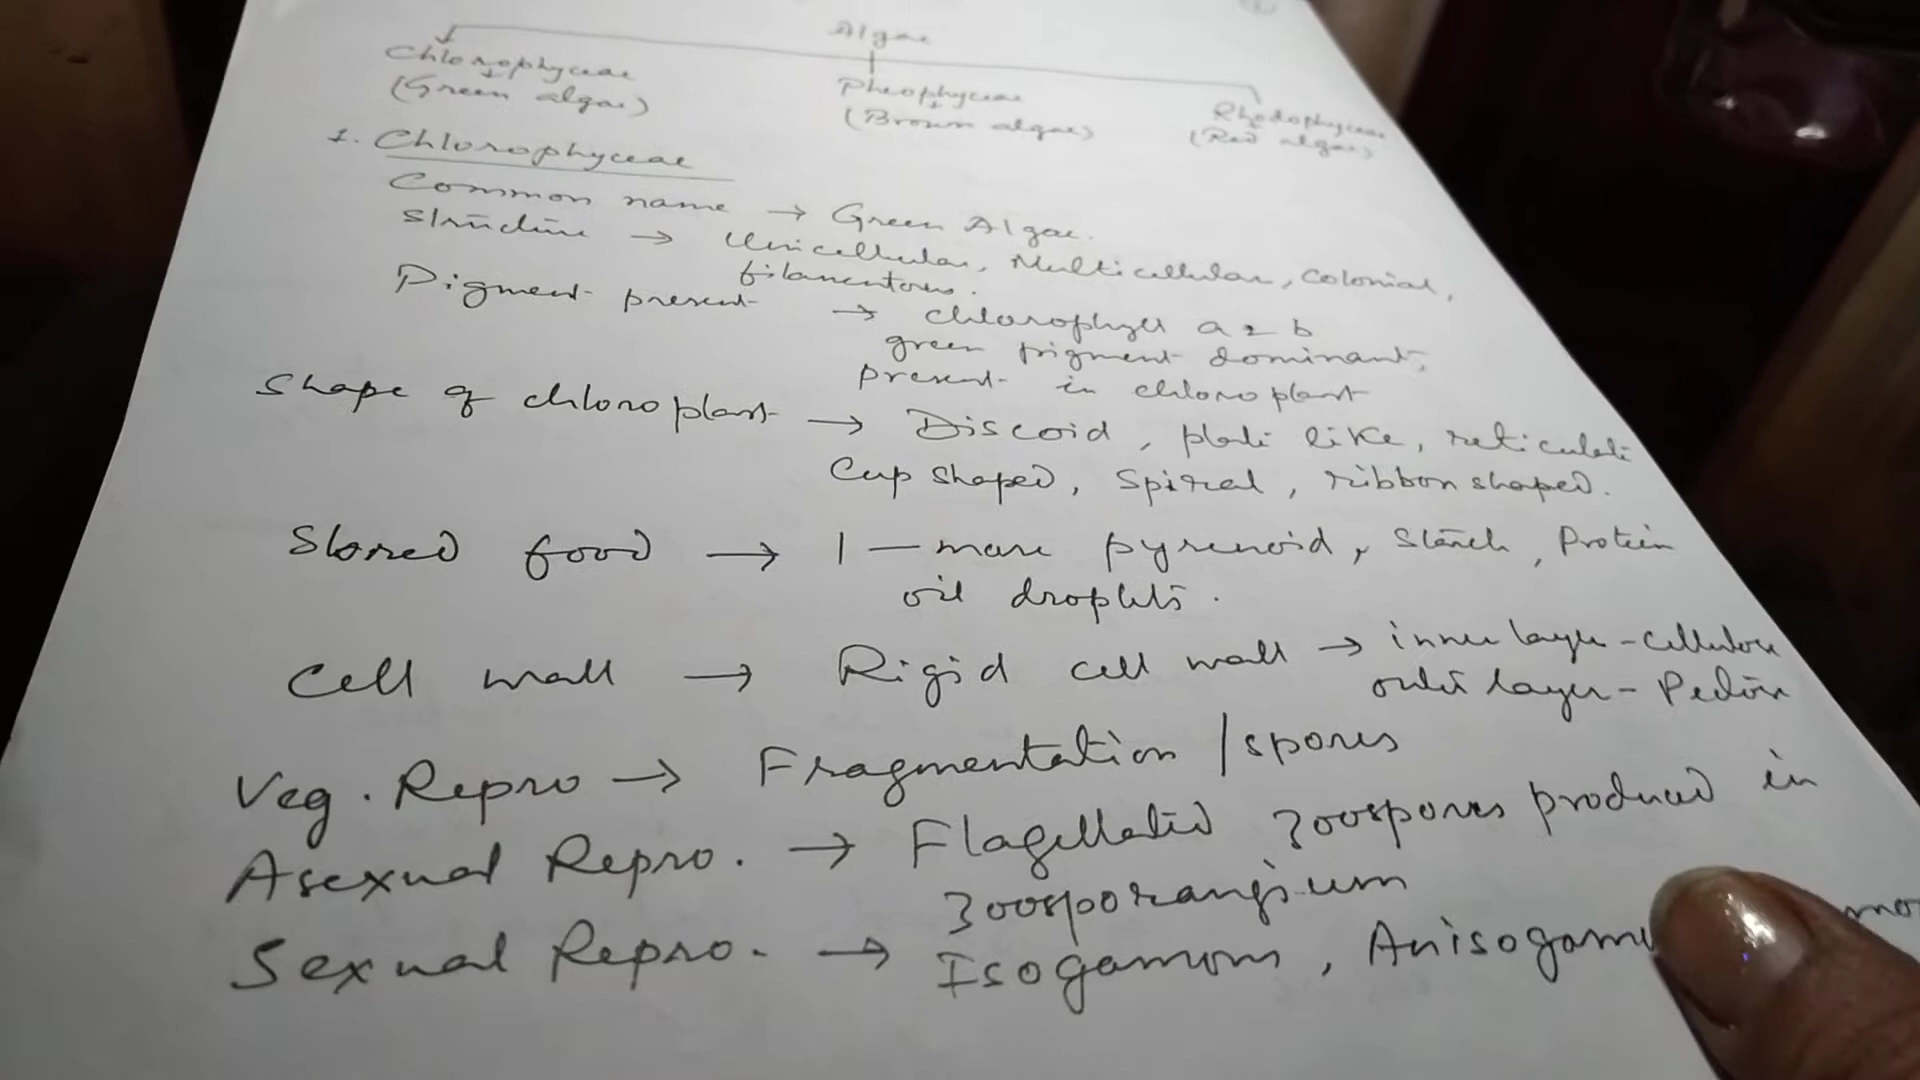 Algae
Chlorophyceae Pheophyceae Rhodophyceae
(Green algae) (Brown algae) (Red algae)
1. Chlorophyceae
Common name → Green Algae.
Structure → Unicellular, Multicellular, Colonial,
filamentous.
Pigment present → chlorophyll a & b
green pigment dominant,
present in chloroplast
Shape of chloroplast → Discoid, plate like, reticulate
Cup shaped, Spiral, ribbon shaped.
Stored food → 1 — more pyrenoid, Starch, Protein
oil droplets.
Cell wall → Rigid cell wall → inner layer - cellulose
outer layer - Pectose
Veg. Repro → Fragmentation / spores
Asexual Repro. → Flagellated zoospores produced in
zoosporangium
Sexual Repro. → Isogamous, Anisogamo